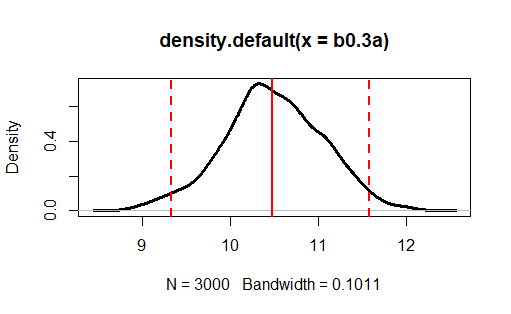 density.default(x = b0.3a)
Density
0.4
0.0
9 10 11 12
N = 3000 Bandwidth = 0.1011